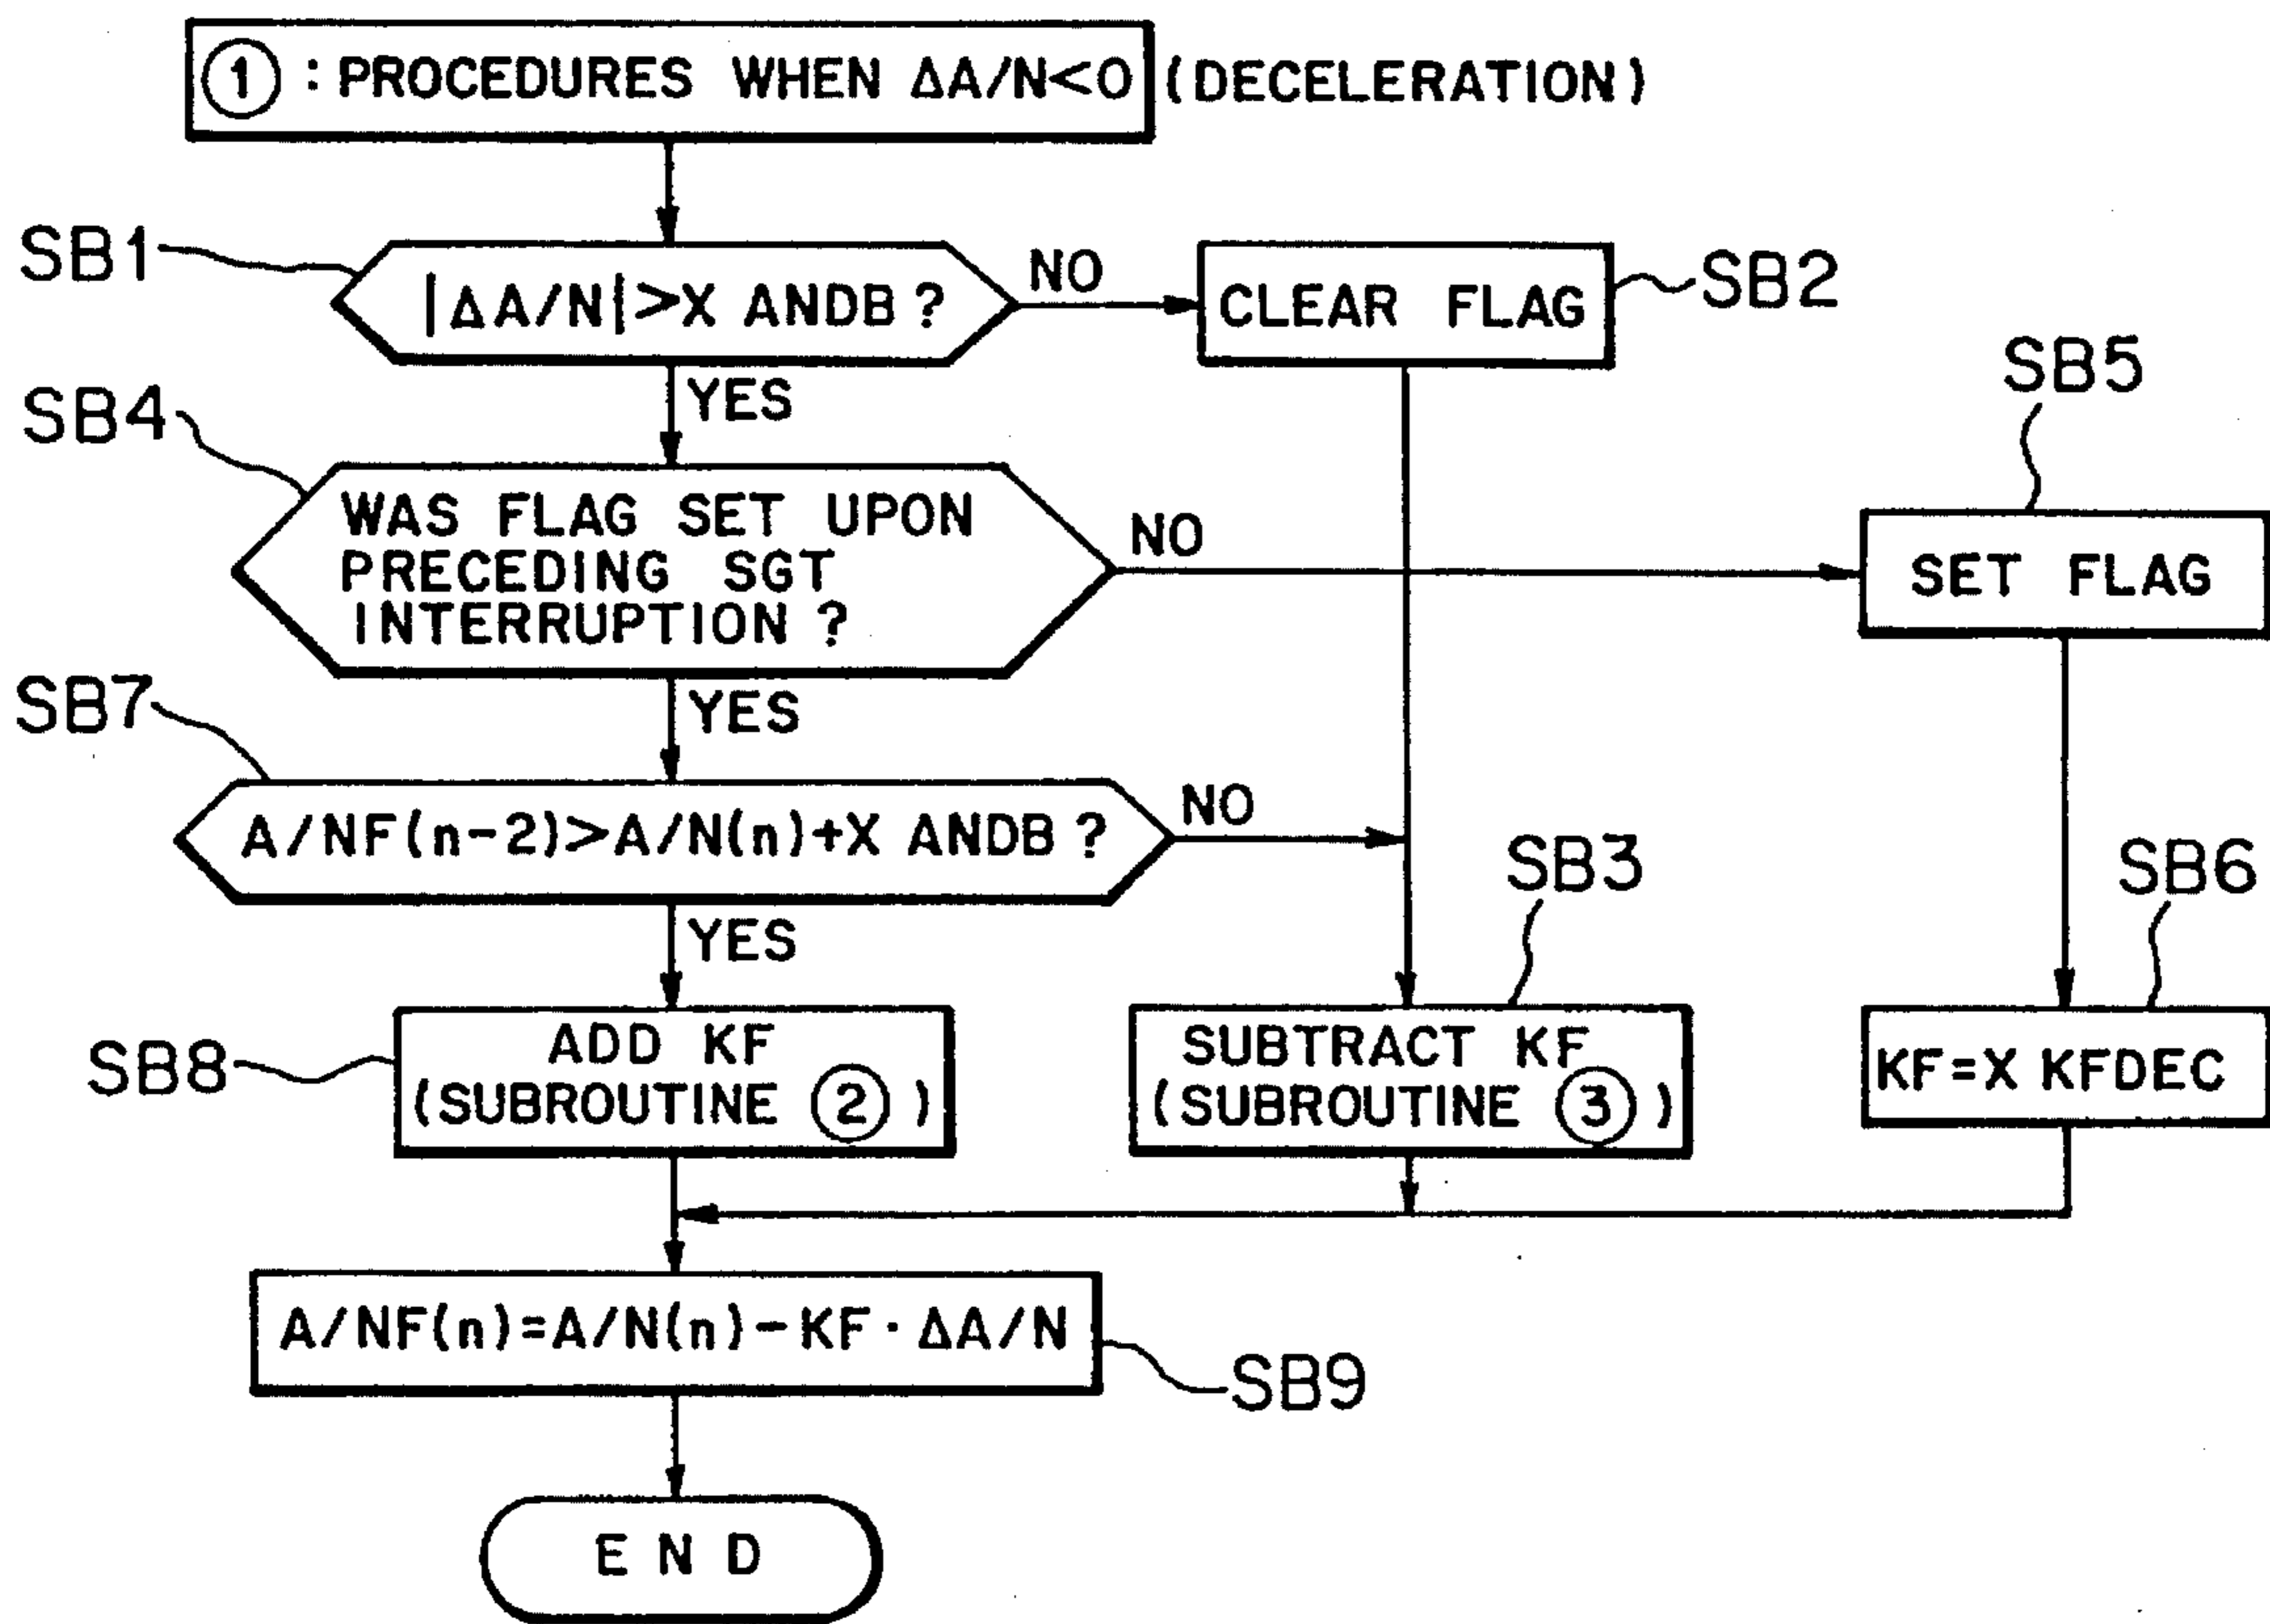 ① : PROCEDURES WHEN ΔA/N<0 (DECELERATION)
SB1
|ΔA/N|>X ANDB ?
NO
CLEAR FLAG
SB2
YES
SB4
WAS FLAG SET UPON
PRECEDING SGT
INTERRUPTION ?
NO
SB5
SET FLAG
YES
SB7
A/NF(n-2)>A/N(n)+X ANDB ?
NO
YES
SB8
ADD KF
(SUBROUTINE ②)
SB3
SUBTRACT KF
(SUBROUTINE ③)
SB6
KF=X KFDEC
A/NF(n)=A/N(n)-KF·ΔA/N
SB9
END